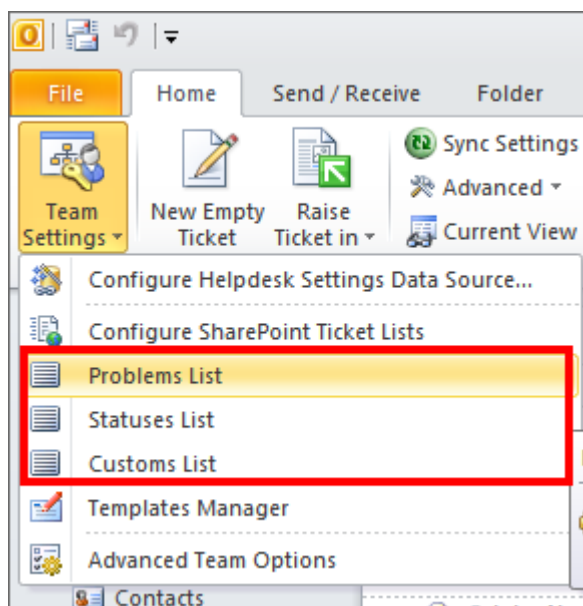 File Home Send / Receive Folder
Sync Settings
Advanced
Team Settings
New Empty Ticket
Raise Ticket in
Current View
Configure Helpdesk Settings Data Source...
Configure SharePoint Ticket Lists
Problems List
Statuses List
Customs List
Templates Manager
Advanced Team Options
Contacts